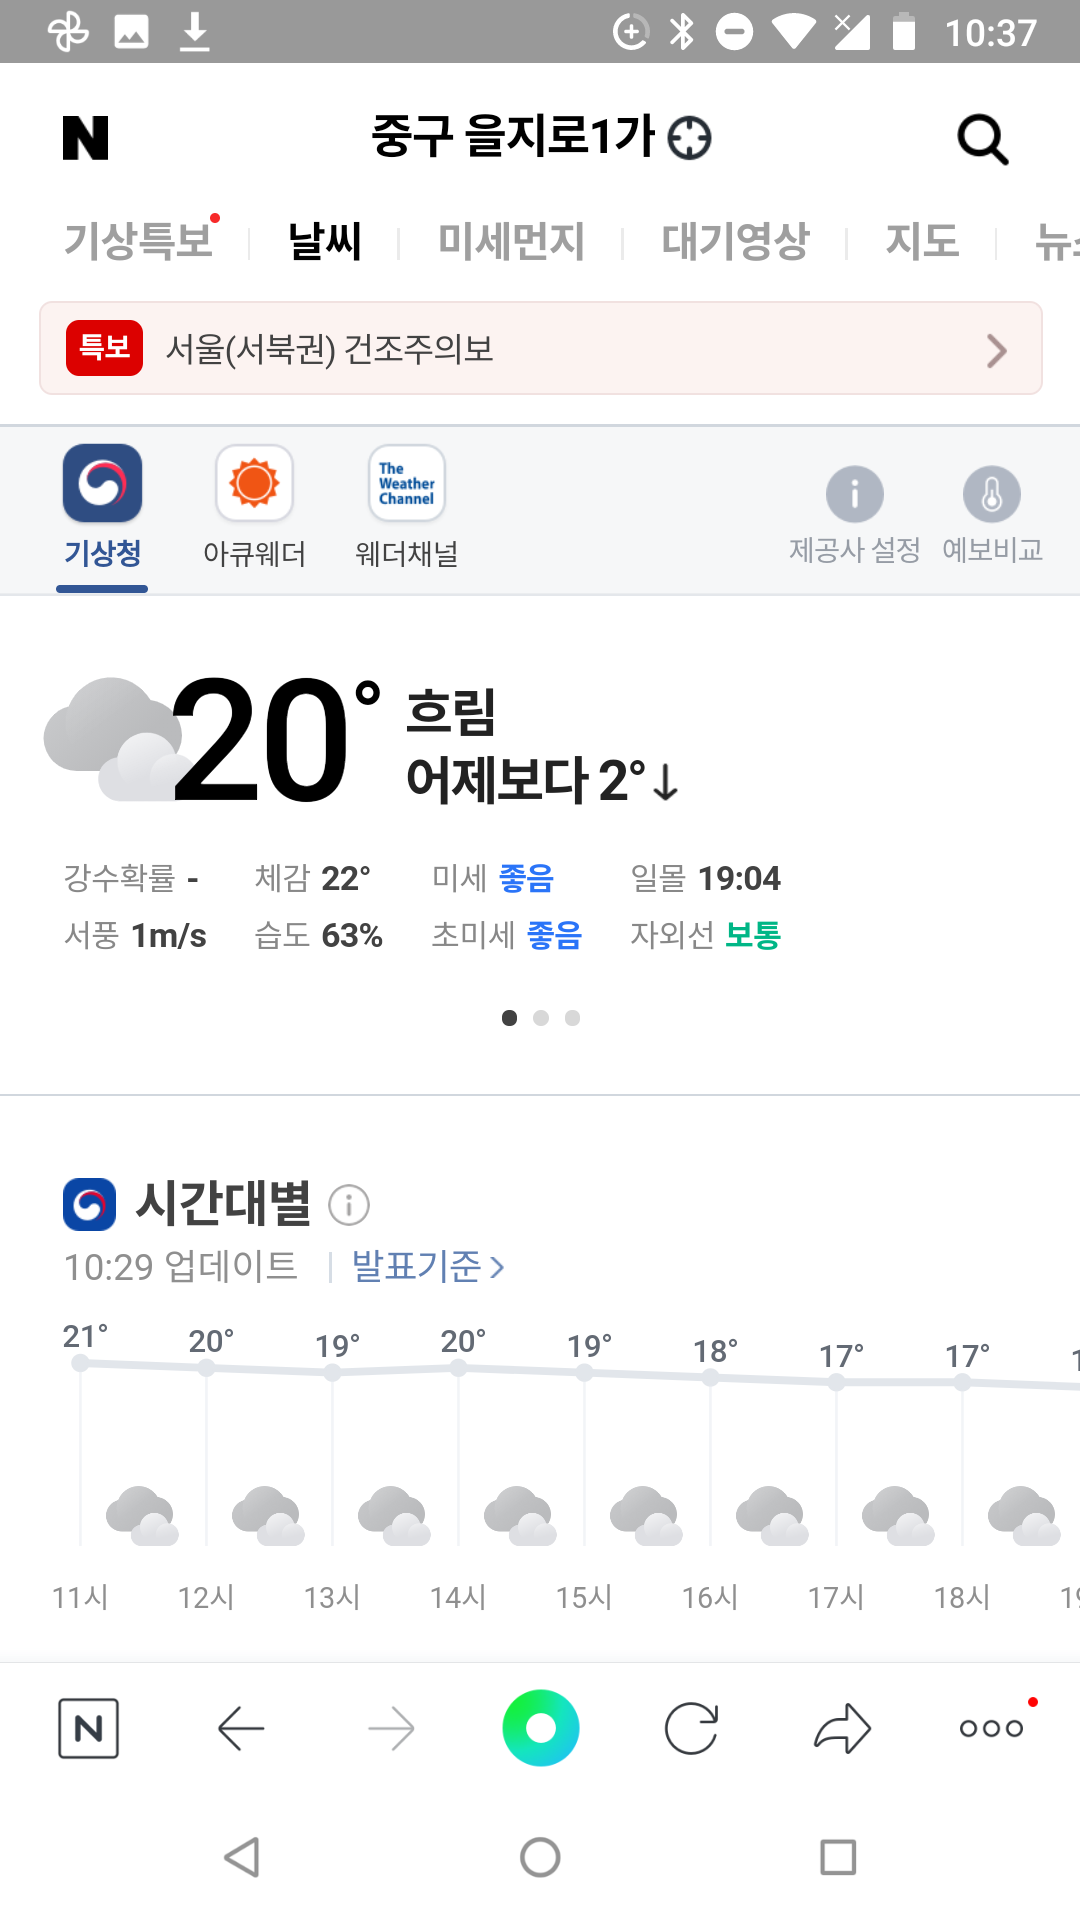 10:37
N 중구 을지로1가
기상특보 날씨 미세먼지 대기영상 지도
특보 서울(서북권) 건조주의보
The Weather Channel
기상청 아큐웨더 웨더채널 제공사 설정 예보비교
20° 흐림
어제보다 2°↓
강수확률 - 체감 22° 미세 좋음 일몰 19:04
서풍 1m/s 습도 63% 초미세 좋음 자외선 보통
시간대별
10:29 업데이트 발표기준 >
21° 20° 19° 20° 19° 18° 17° 17°
11시 12시 13시 14시 15시 16시 17시 18시
N